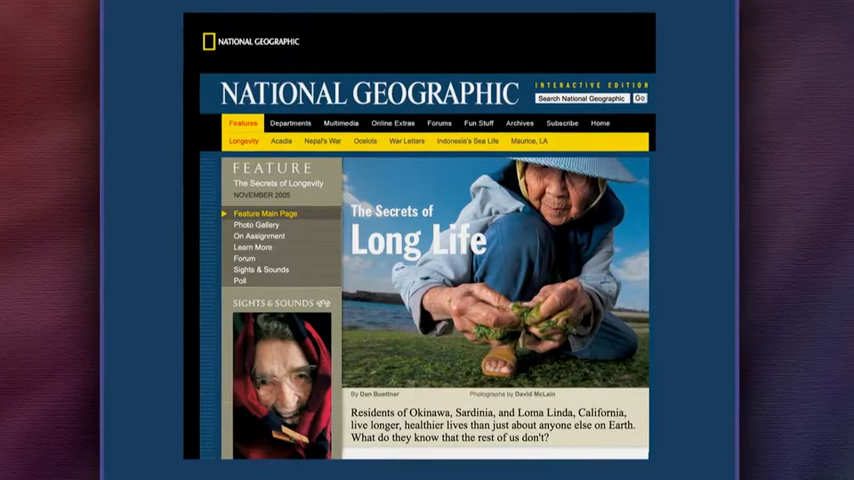 NATIONAL GEOGRAPHIC
NATIONAL GEOGRAPHIC
INTERACTIVE EDITION
Search National Geographic Go
Features Departments Multimedia Online Extras Forums Fun Stuff Archives Subscribe Home
Longevity Acadia Nepal's War Ocelots War Letters Indonesia's Sea Life Maurice, LA
FEATURE
The Secrets of Longevity
NOVEMBER 2005
Feature Main Page
Photo Gallery
On Assignment
Learn More
Forum
Sights & Sounds
Poll
SIGHTS & SOUNDS
The Secrets of
Long Life
By Dan Buettner Photographs by David McLain
Residents of Okinawa, Sardinia, and Loma Linda, California,
live longer, healthier lives than just about anyone else on Earth.
What do they know that the rest of us don't?